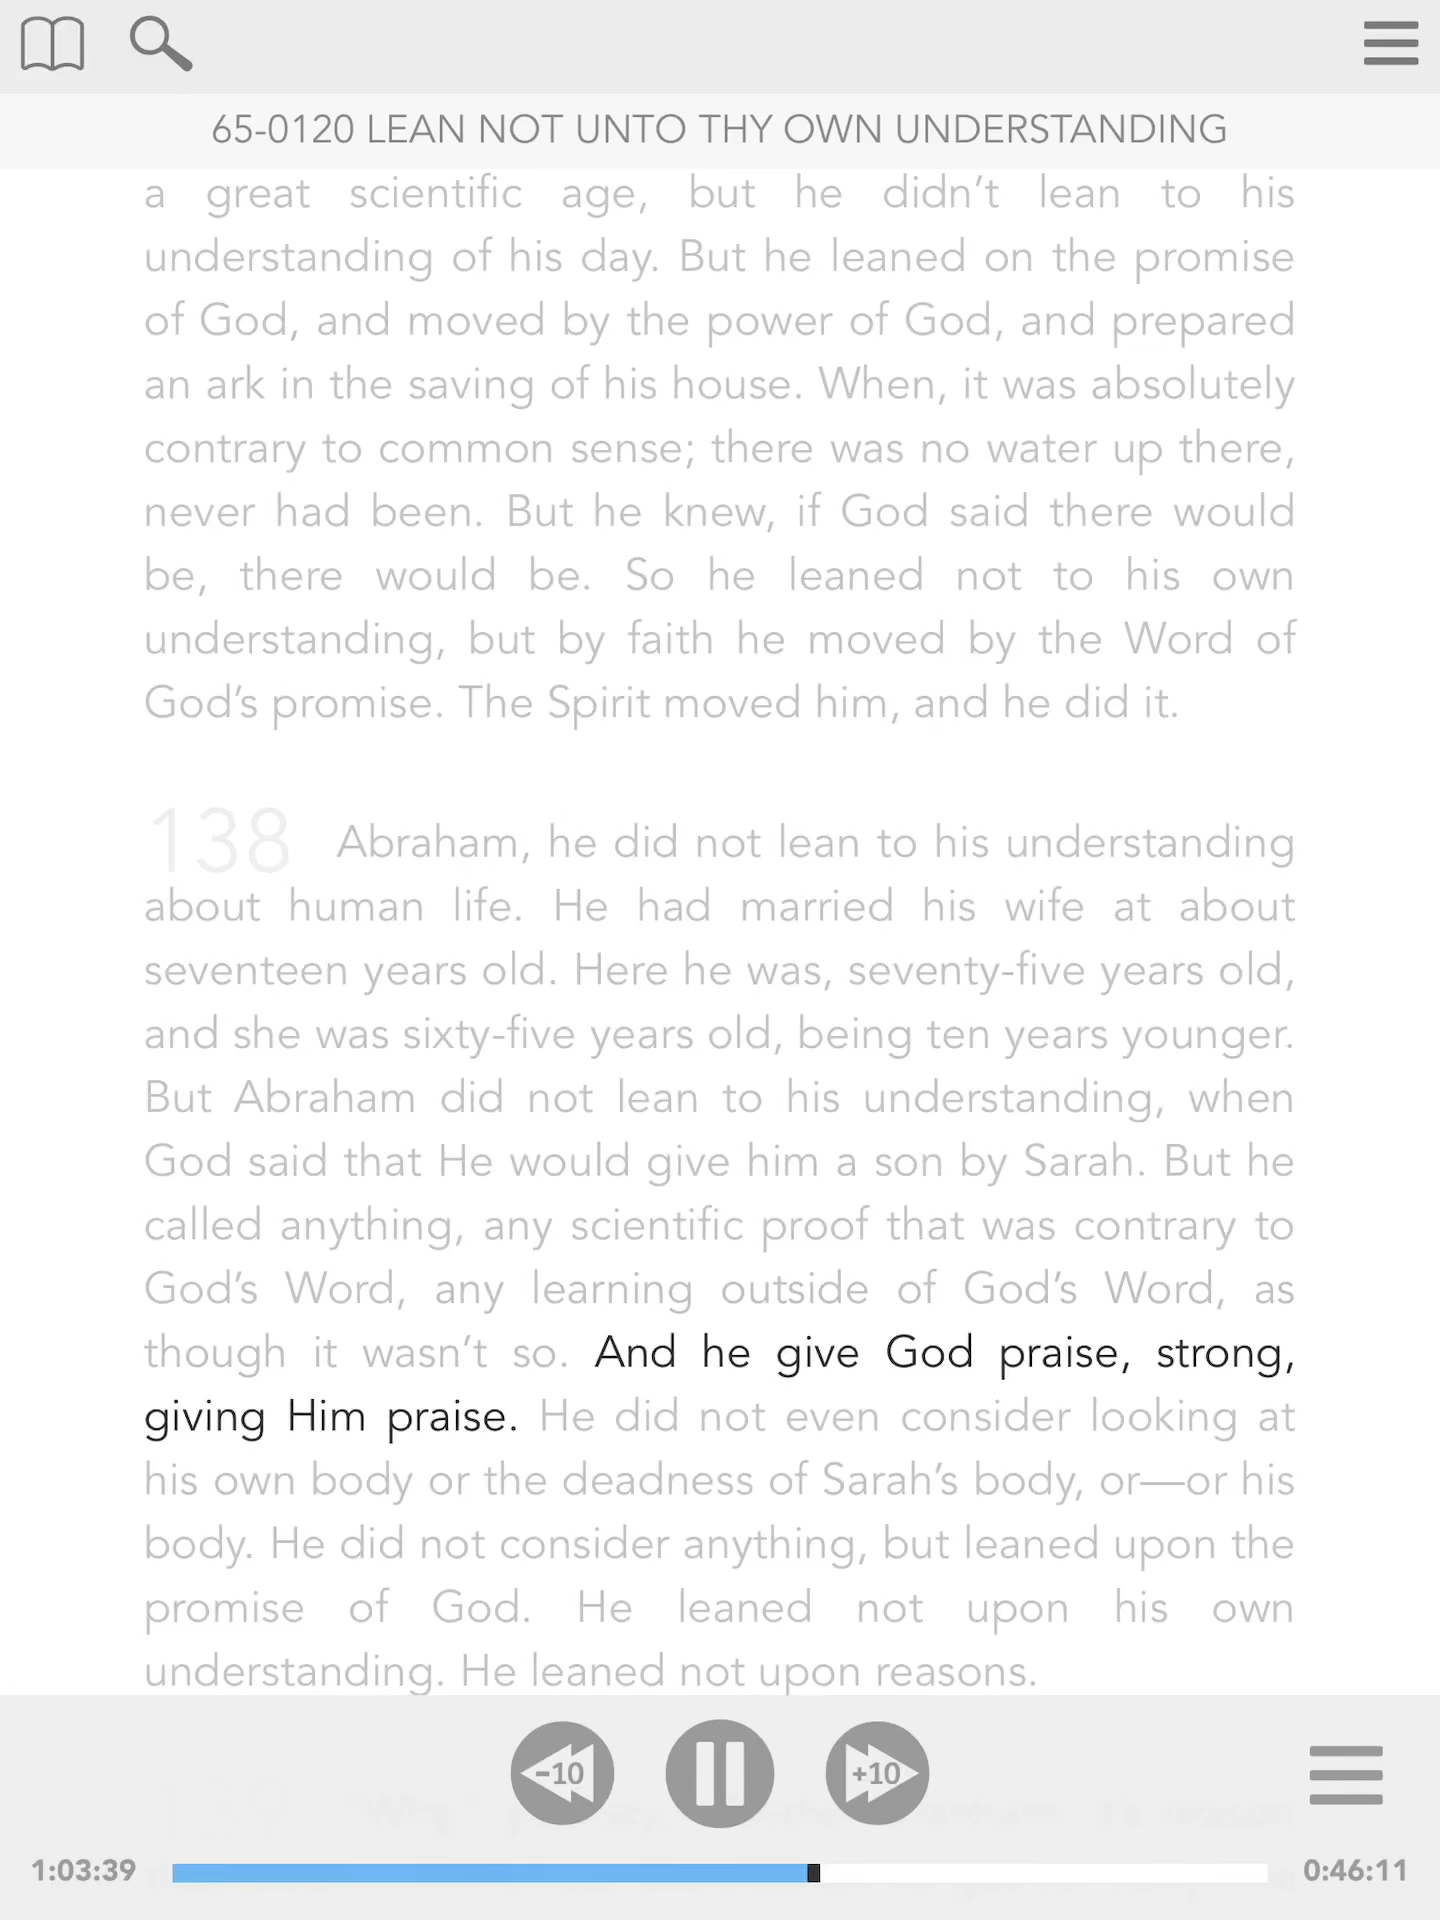 65-0120 LEAN NOT UNTO THY OWN UNDERSTANDING
a great scientific age, but he didn’t lean to his
understanding of his day. But he leaned on the promise
of God, and moved by the power of God, and prepared
an ark in the saving of his house. When, it was absolutely
contrary to common sense; there was no water up there,
never had been. But he knew, if God said there would
be, there would be. So he leaned not to his own
understanding, but by faith he moved by the Word of
God’s promise. The Spirit moved him, and he did it.
138 Abraham, he did not lean to his understanding
about human life. He had married his wife at about
seventeen years old. Here he was, seventy-five years old,
and she was sixty-five years old, being ten years younger.
But Abraham did not lean to his understanding, when
God said that He would give him a son by Sarah. But he
called anything, any scientific proof that was contrary to
God’s Word, any learning outside of God’s Word, as
though it wasn’t so. And he give God praise, strong,
giving Him praise. He did not even consider looking at
his own body or the deadness of Sarah’s body, or—or his
body. He did not consider anything, but leaned upon the
promise of God. He leaned not upon his own
understanding. He leaned not upon reasons.
-10 +10
1:03:39 0:46:11